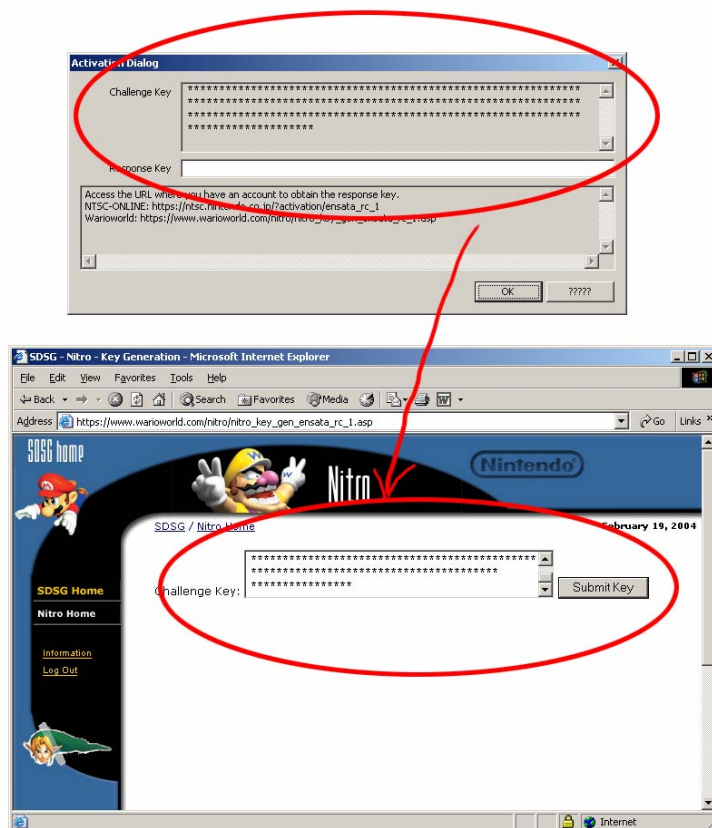 Activation Dialog
Challenge Key
**************************************************************
**************************************************************
**************************************************************
********************
Response Key
Access the URL where you have an account to obtain the response key.
NTSC-ONLINE: https://ntsc.nintendo.co.jp/?activation/ensata_rc_1
Warioworld: https://www.warioworld.com/nitro/nitro_key_gen_ensata_rc_1.asp
OK
?????
SDSG - Nitro - Key Generation - Microsoft Internet Explorer
File Edit View Favorites Tools Help
Back Search Favorites Media
Address https://www.warioworld.com/nitro/nitro_key_gen_ensata_rc_1.asp Go Links »
SDSG home
Nitro
Nintendo
SDSG / Nitro Home
February 19, 2004
*********************************************
***************************************
Challenge Key: **************** Submit Key
SDSG Home
Nitro Home
Information
Log Out
Internet